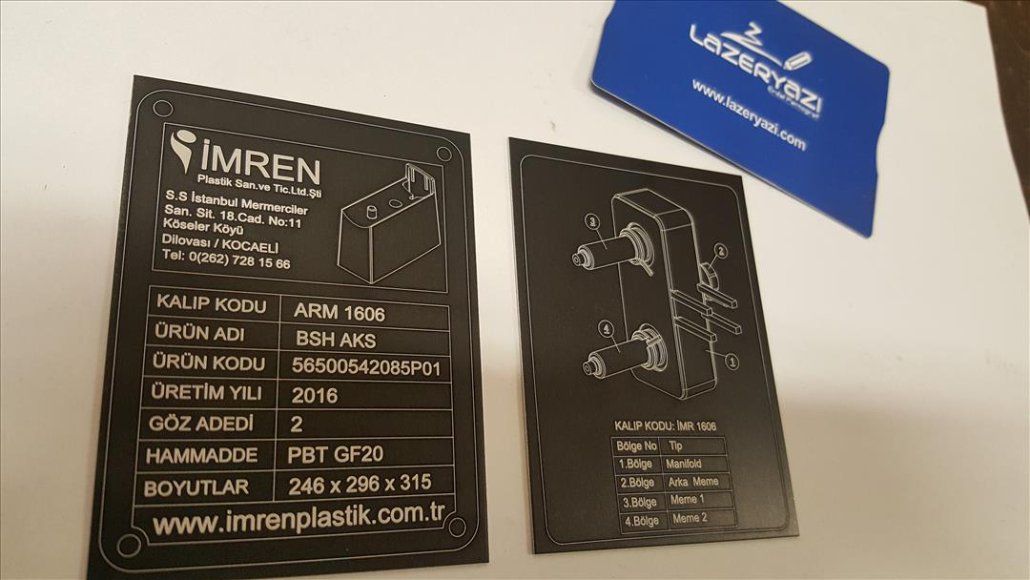 İMREN
Plastik San.ve Tic.Ltd.Şti
S.S İstanbul Mermerciler
San. Sit. 18.Cad. No:11
Köseler Köyü
Dilovası / KOCAELİ
Tel: 0(262) 728 15 66
KALIP KODU ARM 1606
ÜRÜN ADI BSH AKS
ÜRÜN KODU 56500542085P01
ÜRETİM YILI 2016
GÖZ ADEDİ 2
HAMMADDE PBT GF20
BOYUTLAR 246 x 296 x 315
www.imrenplastik.com.tr
3
2
4
1
KALIP KODU: İMR 1606
Bölge No Tip
1.Bölge Manifold
2.Bölge Arka Meme
3.Bölge Meme 1
4.Bölge Meme 2
LAZERYAZI
www.lazeryazi.com